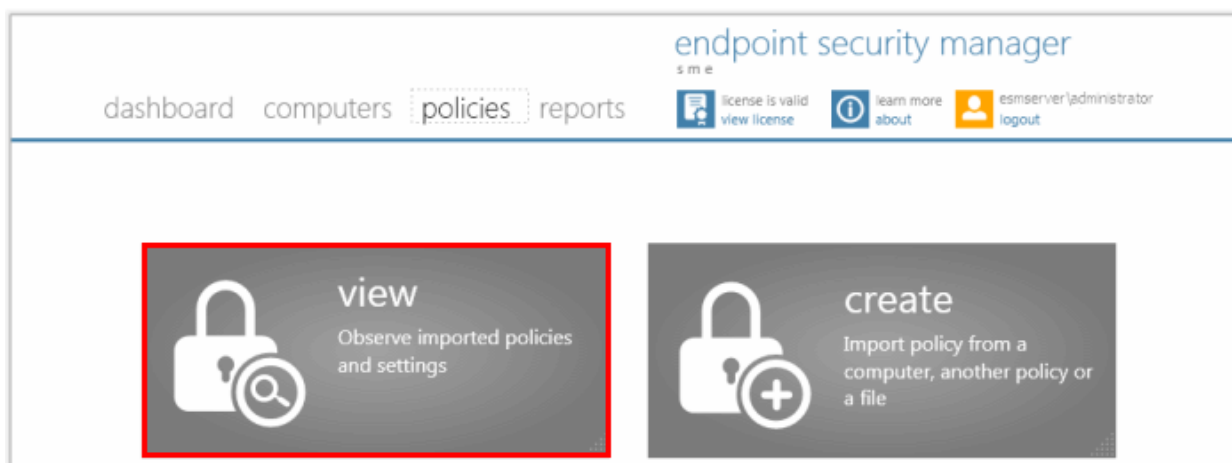 endpoint security manager
sme
dashboard computers policies reports
license is valid
view license
learn more
about
esmserver\administrator
logout
view
Observe imported policies
and settings
create
Import policy from a
computer, another policy or
a file